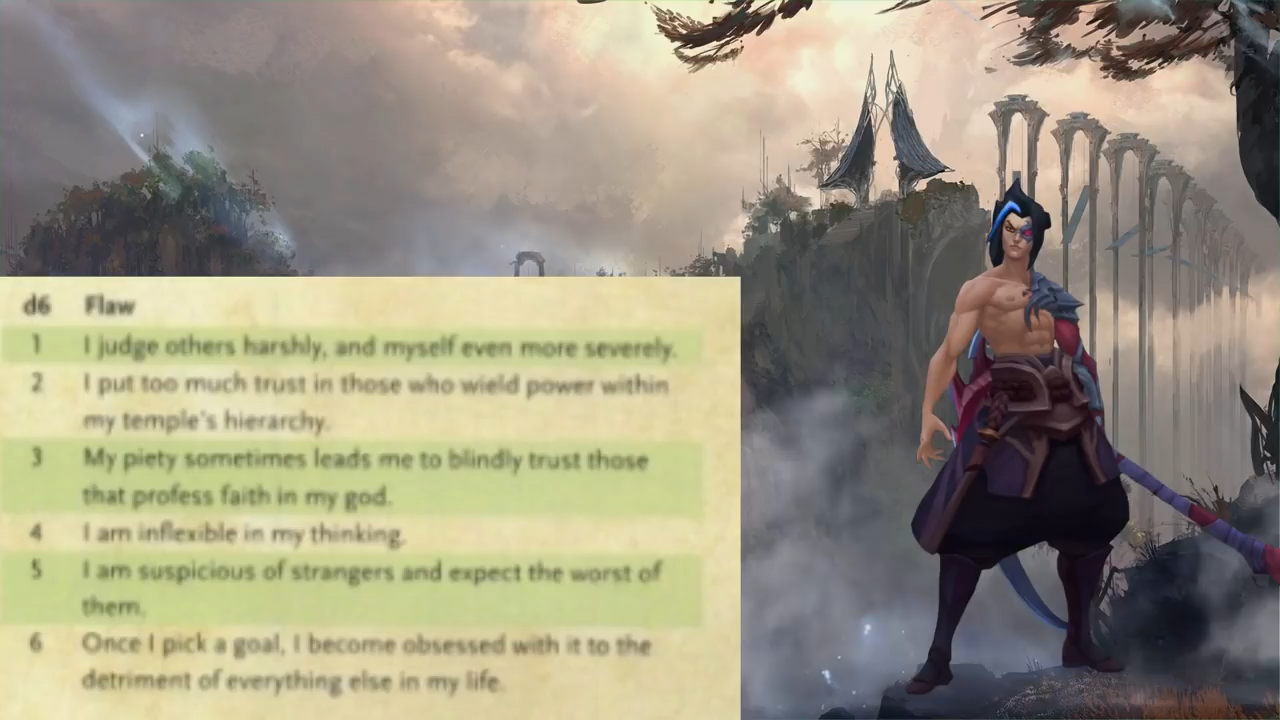 d6 Flaw
1 I judge others harshly, and myself even more severely.
2 I put too much trust in those who wield power within
my temple's hierarchy.
3 My piety sometimes leads me to blindly trust those
that profess faith in my god.
4 I am inflexible in my thinking.
5 I am suspicious of strangers and expect the worst of
them.
6 Once I pick a goal, I become obsessed with it to the
detriment of everything else in my life.